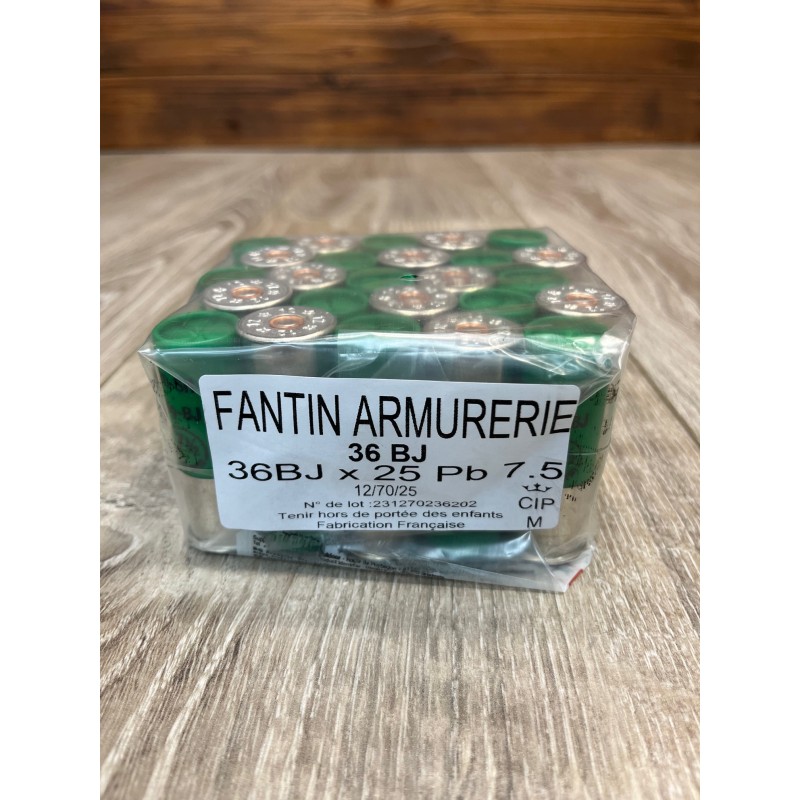 FANTIN ARMURERIE
36 BJ
36BJ x 25 Pb 7.5
12/70/25
N° de lot :231270236202
Tenir hors de portée des enfants
Fabrication Française
CIP
M